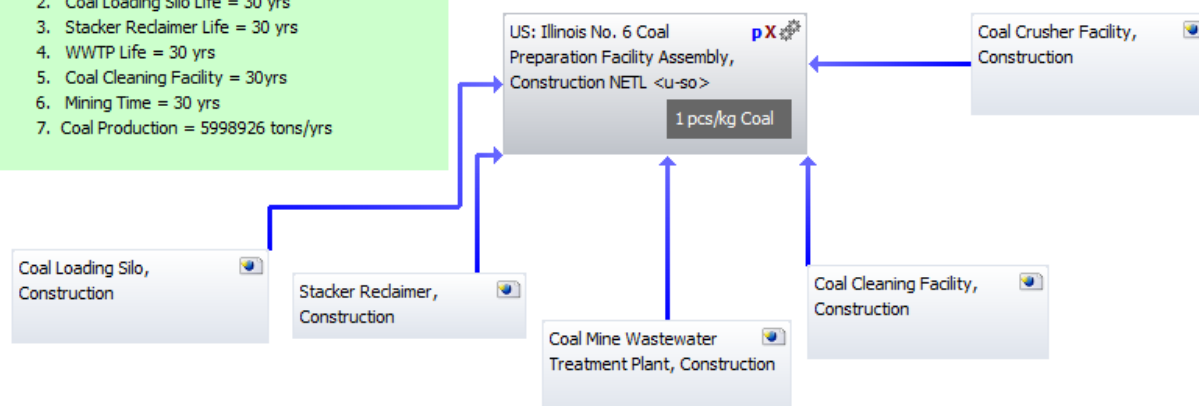 2. Coal Loading Silo Life = 30 yrs
3. Stacker Reclaimer Life = 30 yrs
4. WWTP Life = 30 yrs
5. Coal Cleaning Facility = 30yrs
6. Mining Time = 30 yrs
7. Coal Production = 5998926 tons/yrs
US: Illinois No. 6 Coal pX
Preparation Facility Assembly,
Construction NETL <u-so>
1 pcs/kg Coal
Coal Crusher Facility,
Construction
Coal Loading Silo,
Construction
Stacker Reclaimer,
Construction
Coal Mine Wastewater
Treatment Plant, Construction
Coal Cleaning Facility,
Construction